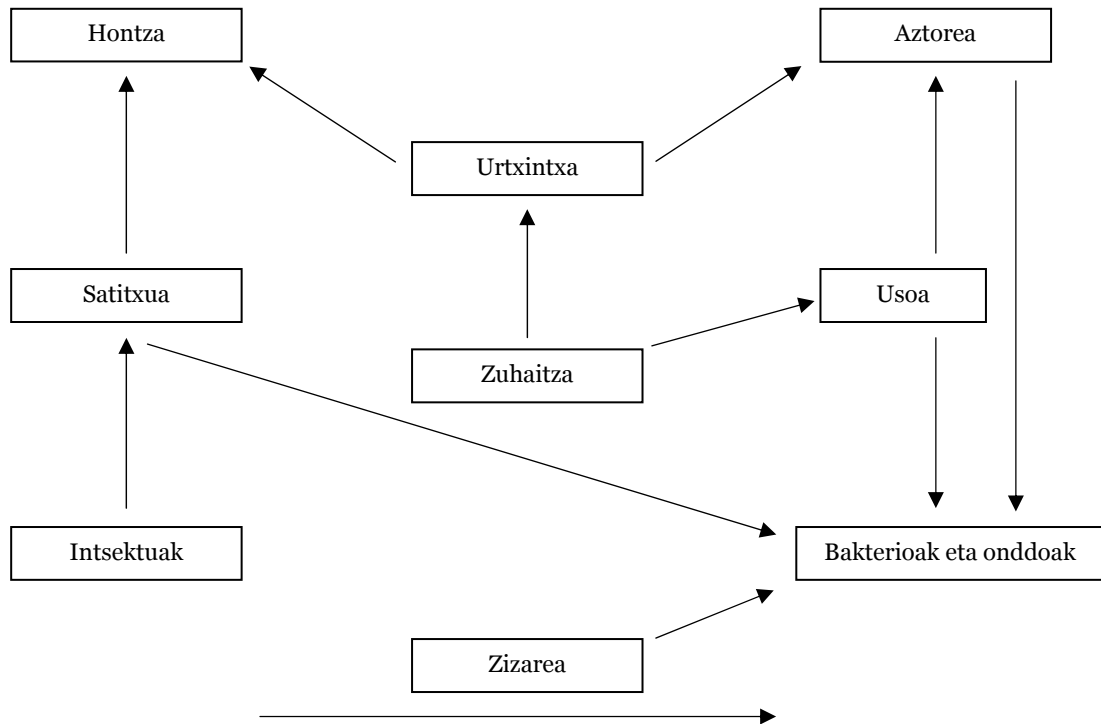 Hontza
Aztorea
Urtxintxa
Satitxua
Usoa
Zuhaitza
Intsektuak
Bakterioak eta onddoak
Zizarea